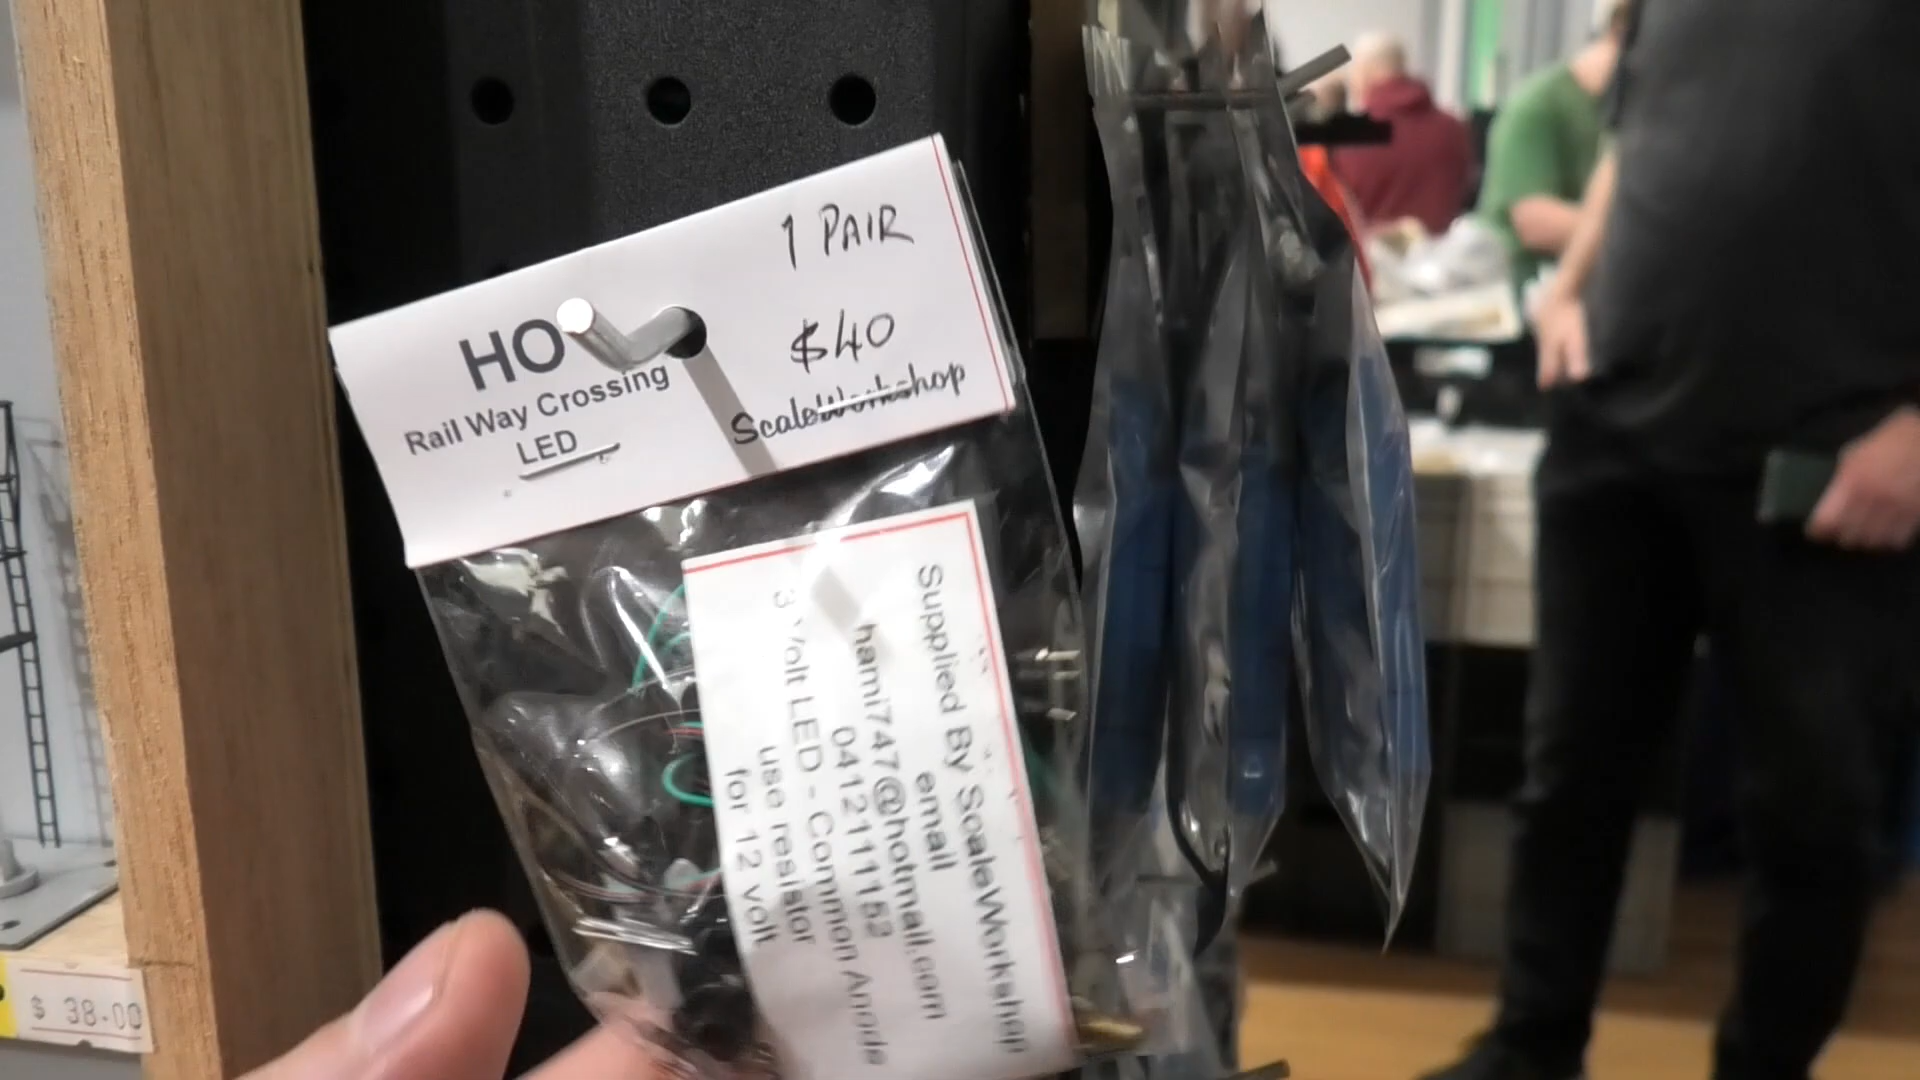 1 PAIR
$40
HO
Rail Way Crossing
LED
ScaleWorkshop
Supplied By ScaleWorkshop
email
hami747@hotmail.com
0412111152
3 Volt LED - Common Anode
use resistor
for 12 volt
$ 38.00